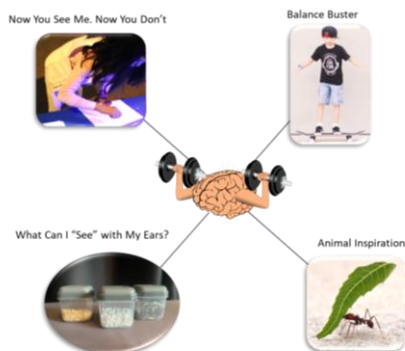 Now You See Me. Now You Don't
Balance Buster
What Can I "See" with My Ears?
Animal Inspiration